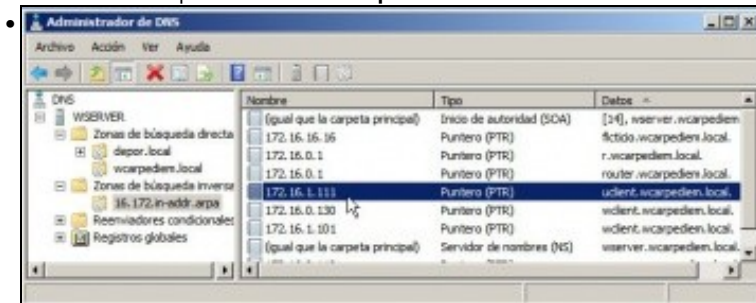 Administrador de DNS
Archivo Acción Ver Ayuda
DNS
WSERVER
Zonas de búsqueda directa
depor.local
wcarpediem.local
Zonas de búsqueda inversa
16.172.in-addr.arpa
Reenviadores condicionales
Registros globales
Nombre Tipo Datos
(igual que la carpeta principal) Inicio de autoridad (SOA) [14], wserver.wcarpediem
172.16.16.16 Puntero (PTR) ficticio.wcarpediem.local.
172.16.0.1 Puntero (PTR) r.wcarpediem.local.
172.16.0.1 Puntero (PTR) router.wcarpediem.local.
172.16.1.111 Puntero (PTR) uclient.wcarpediem.local.
172.16.0.130 Puntero (PTR) wclient.wcarpediem.local.
172.16.1.101 Puntero (PTR) wclient.wcarpediem.local.
(igual que la carpeta principal) Servidor de nombres (NS) wserver.wcarpediem.local.